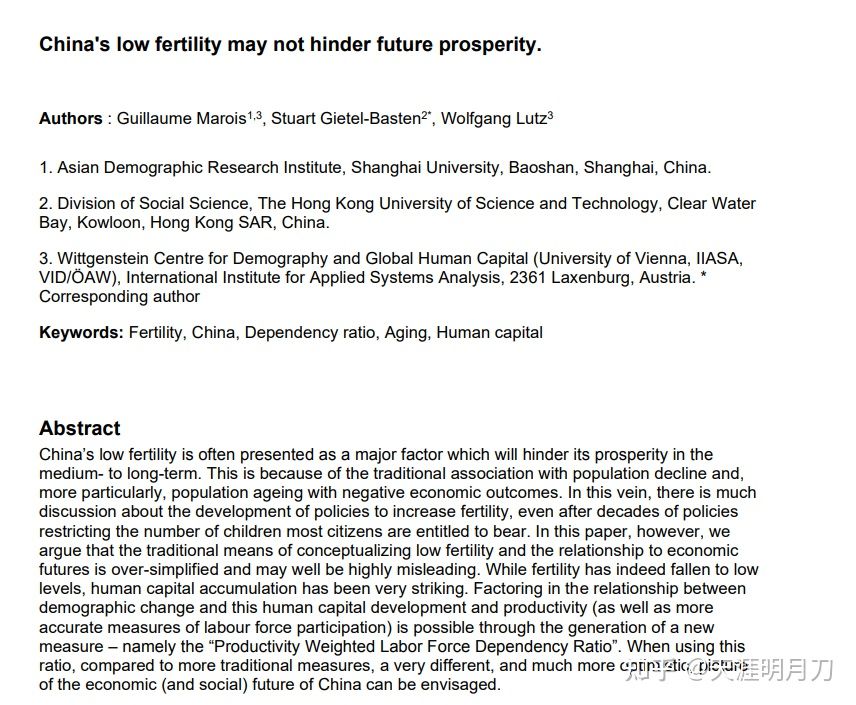 China's low fertility may not hinder future prosperity.
Authors : Guillaume Marois1,3, Stuart Gietel-Basten2*, Wolfgang Lutz3
1. Asian Demographic Research Institute, Shanghai University, Baoshan, Shanghai, China.
2. Division of Social Science, The Hong Kong University of Science and Technology, Clear Water
Bay, Kowloon, Hong Kong SAR, China.
3. Wittgenstein Centre for Demography and Global Human Capital (University of Vienna, IIASA,
VID/ÖAW), International Institute for Applied Systems Analysis, 2361 Laxenburg, Austria. *
Corresponding author
Keywords: Fertility, China, Dependency ratio, Aging, Human capital
Abstract
China’s low fertility is often presented as a major factor which will hinder its prosperity in the
medium- to long-term. This is because of the traditional association with population decline and,
more particularly, population ageing with negative economic outcomes. In this vein, there is much
discussion about the development of policies to increase fertility, even after decades of policies
restricting the number of children most citizens are entitled to bear. In this paper, however, we
argue that the traditional means of conceptualizing low fertility and the relationship to economic
futures is over-simplified and may well be highly misleading. While fertility has indeed fallen to low
levels, human capital accumulation has been very striking. Factoring in the relationship between
demographic change and this human capital development and productivity (as well as more
accurate measures of labour force participation) is possible through the generation of a new
measure – namely the “Productivity Weighted Labor Force Dependency Ratio”. When using this
ratio, compared to more traditional measures, a very different, and much more picture
of the economic (and social) future of China can be envisaged.
知乎 @天涯明月刀